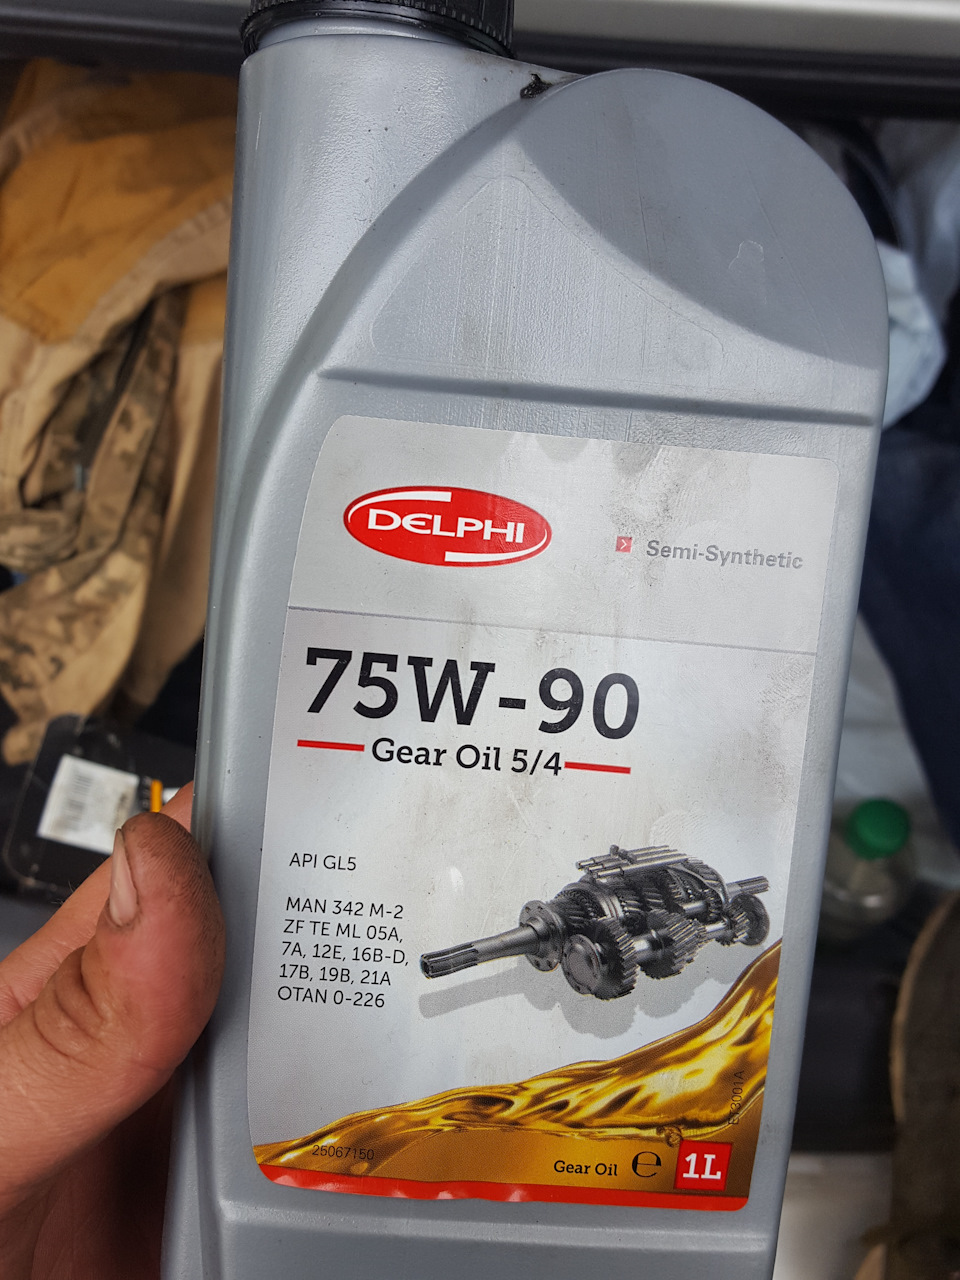 DELPHI
Semi-Synthetic
75W-90
Gear Oil 5/4
API GL5
MAN 342 M-2
ZF TE ML 05A,
7A, 12E, 16B-D,
17B, 19B, 21A
OTAN 0-226
25067150
Gear Oil
1L